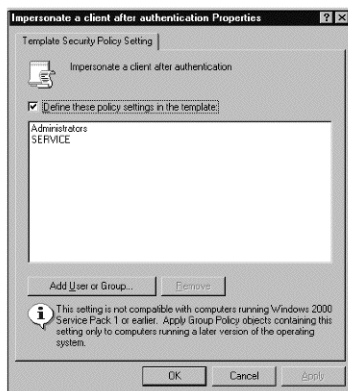 Impersonate a client after authentication Properties
Template Security Policy Setting
Impersonate a client after authentication
Define these policy settings in the template:
Administrators
SERVICE
Add User or Group...
Remove
This setting is not compatible with computers running Windows 2000
Service Pack 1 or earlier. Apply Group Policy objects containing this
setting only to computers running a later version of the operating
system.
OK
Cancel
Apply